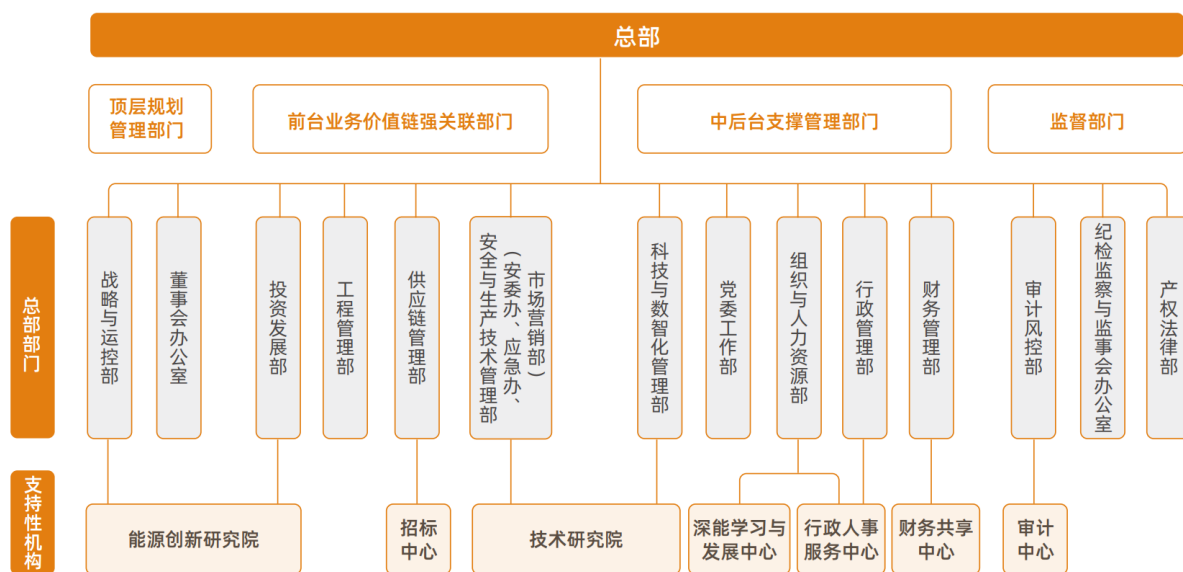 总部
顶层规划
管理部门
前台业务价值链强关联部门
中后台支撑管理部门
监督部门
总部部门
战略与运控部
董事会办公室
投资发展部
工程管理部
供应链管理部
安全与生产技术管理部
(安委办、应急办、
市场营销部)
科技与数智化管理部
党委工作部
组织与人力资源部
行政管理部
财务管理部
审计风控部
纪检监察与监事会办公室
产权法律部
支持性机构
能源创新研究院
招标
中心
技术研究院
深能学习与
发展中心
行政人事
服务中心
财务共享
中心
审计
中心